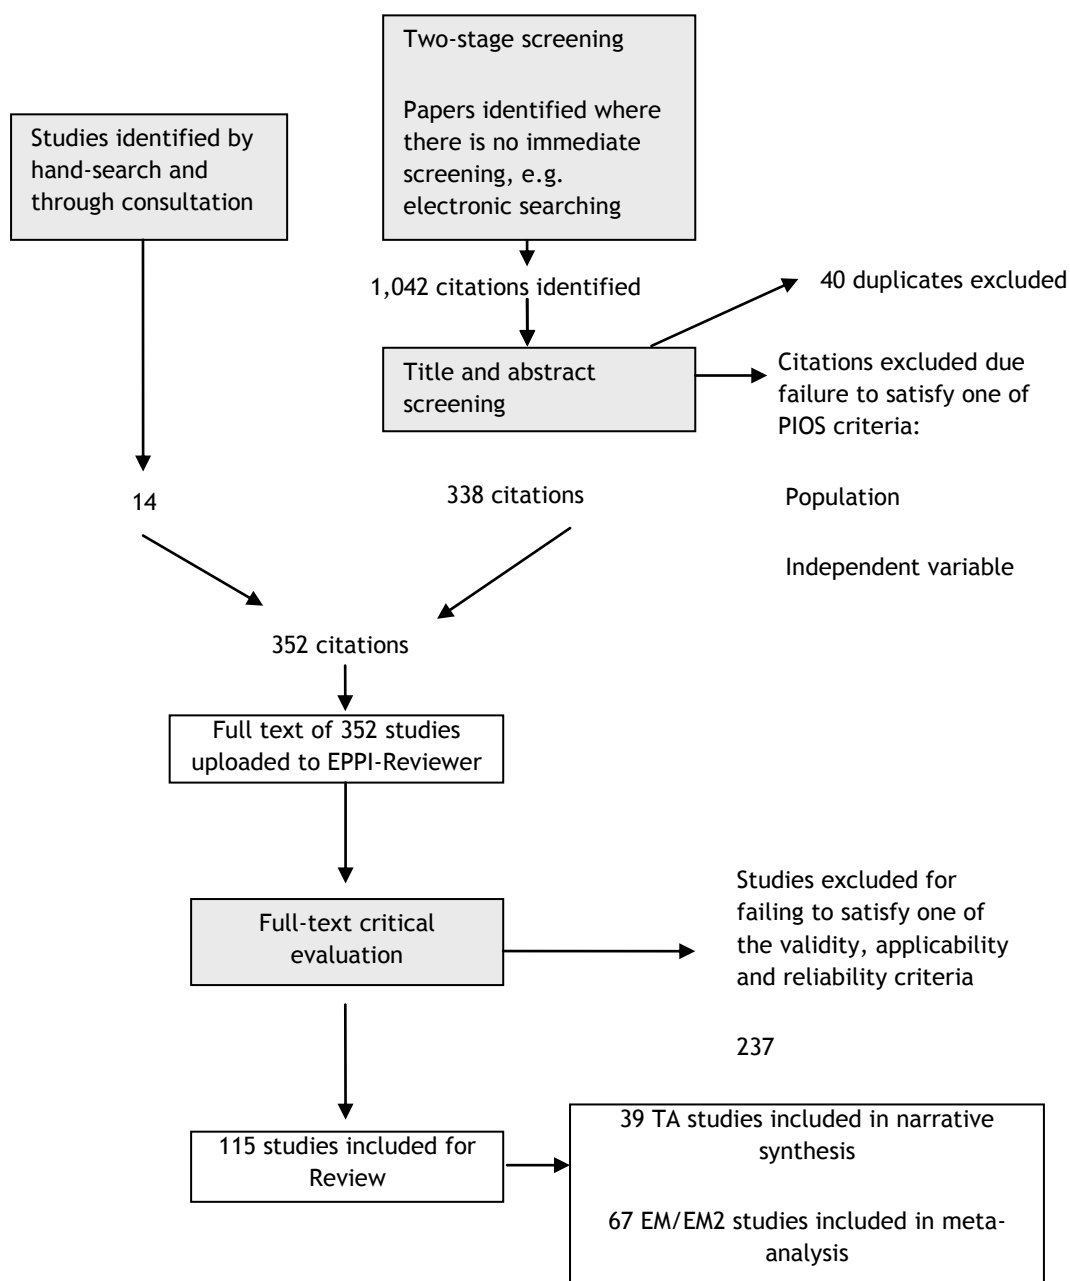 Two-stage screening
Papers identified where
there is no immediate
screening, e.g.
electronic searching
Studies identified by
hand-search and
through consultation
1,042 citations identified
40 duplicates excluded
Title and abstract
screening
Citations excluded due
failure to satisfy one of
PIOS criteria:
Population
Independent variable
14
338 citations
352 citations
Full text of 352 studies
uploaded to EPPI-Reviewer
Full-text critical
evaluation
Studies excluded for
failing to satisfy one of
the validity, applicability
and reliability criteria
237
115 studies included for
Review
39 TA studies included in narrative
synthesis
67 EM/EM2 studies included in meta-
analysis